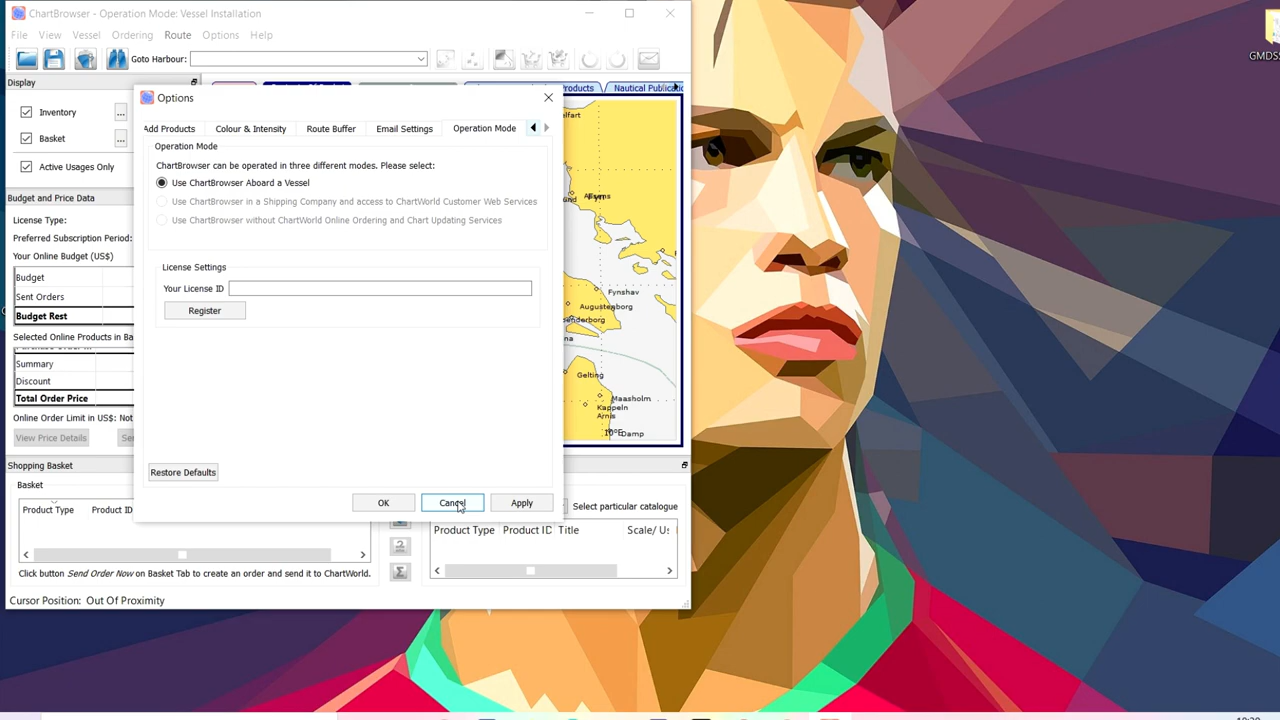 ChartBrowser - Operation Mode: Vessel Installation
File View Vessel Ordering Route Options Help
Goto Harbour:
Display
Products Nautical
Inventory ...
Basket ...
Active Usages Only
Budget and Price Data
License Type:
Preferred Subscription Period:
Your Online Budget (US$)
Budget
Sent Orders
Budget Rest
Selected Online Products in Ba
Summary
Discount
Total Order Price
Online Order Limit in US$: Not
View Price Details
Options
Add Products Colour & Intensity Route Buffer Email Settings Operation Mode
Operation Mode
ChartBrowser can be operated in three different modes. Please select:
Use ChartBrowser Aboard a Vessel
Use ChartBrowser in a Shipping Company and access to ChartWorld Customer Web Services
Use ChartBrowser without ChartWorld Online Ordering and Chart Updating Services
License Settings
Your License ID
Register
Restore Defaults
OK Cancel Apply
Fynshav
Augustenborg
Gelting
Maasholm
Kappeln
Arnis
Damp
Shopping Basket
Basket
Product Type Product ID
Click button Send Order Now on Basket Tab to create an order and send it to ChartWorld.
Select particular catalogue
Product Type Product ID Title Scale/ Us
Cursor Position: Out Of Proximity
GMDS